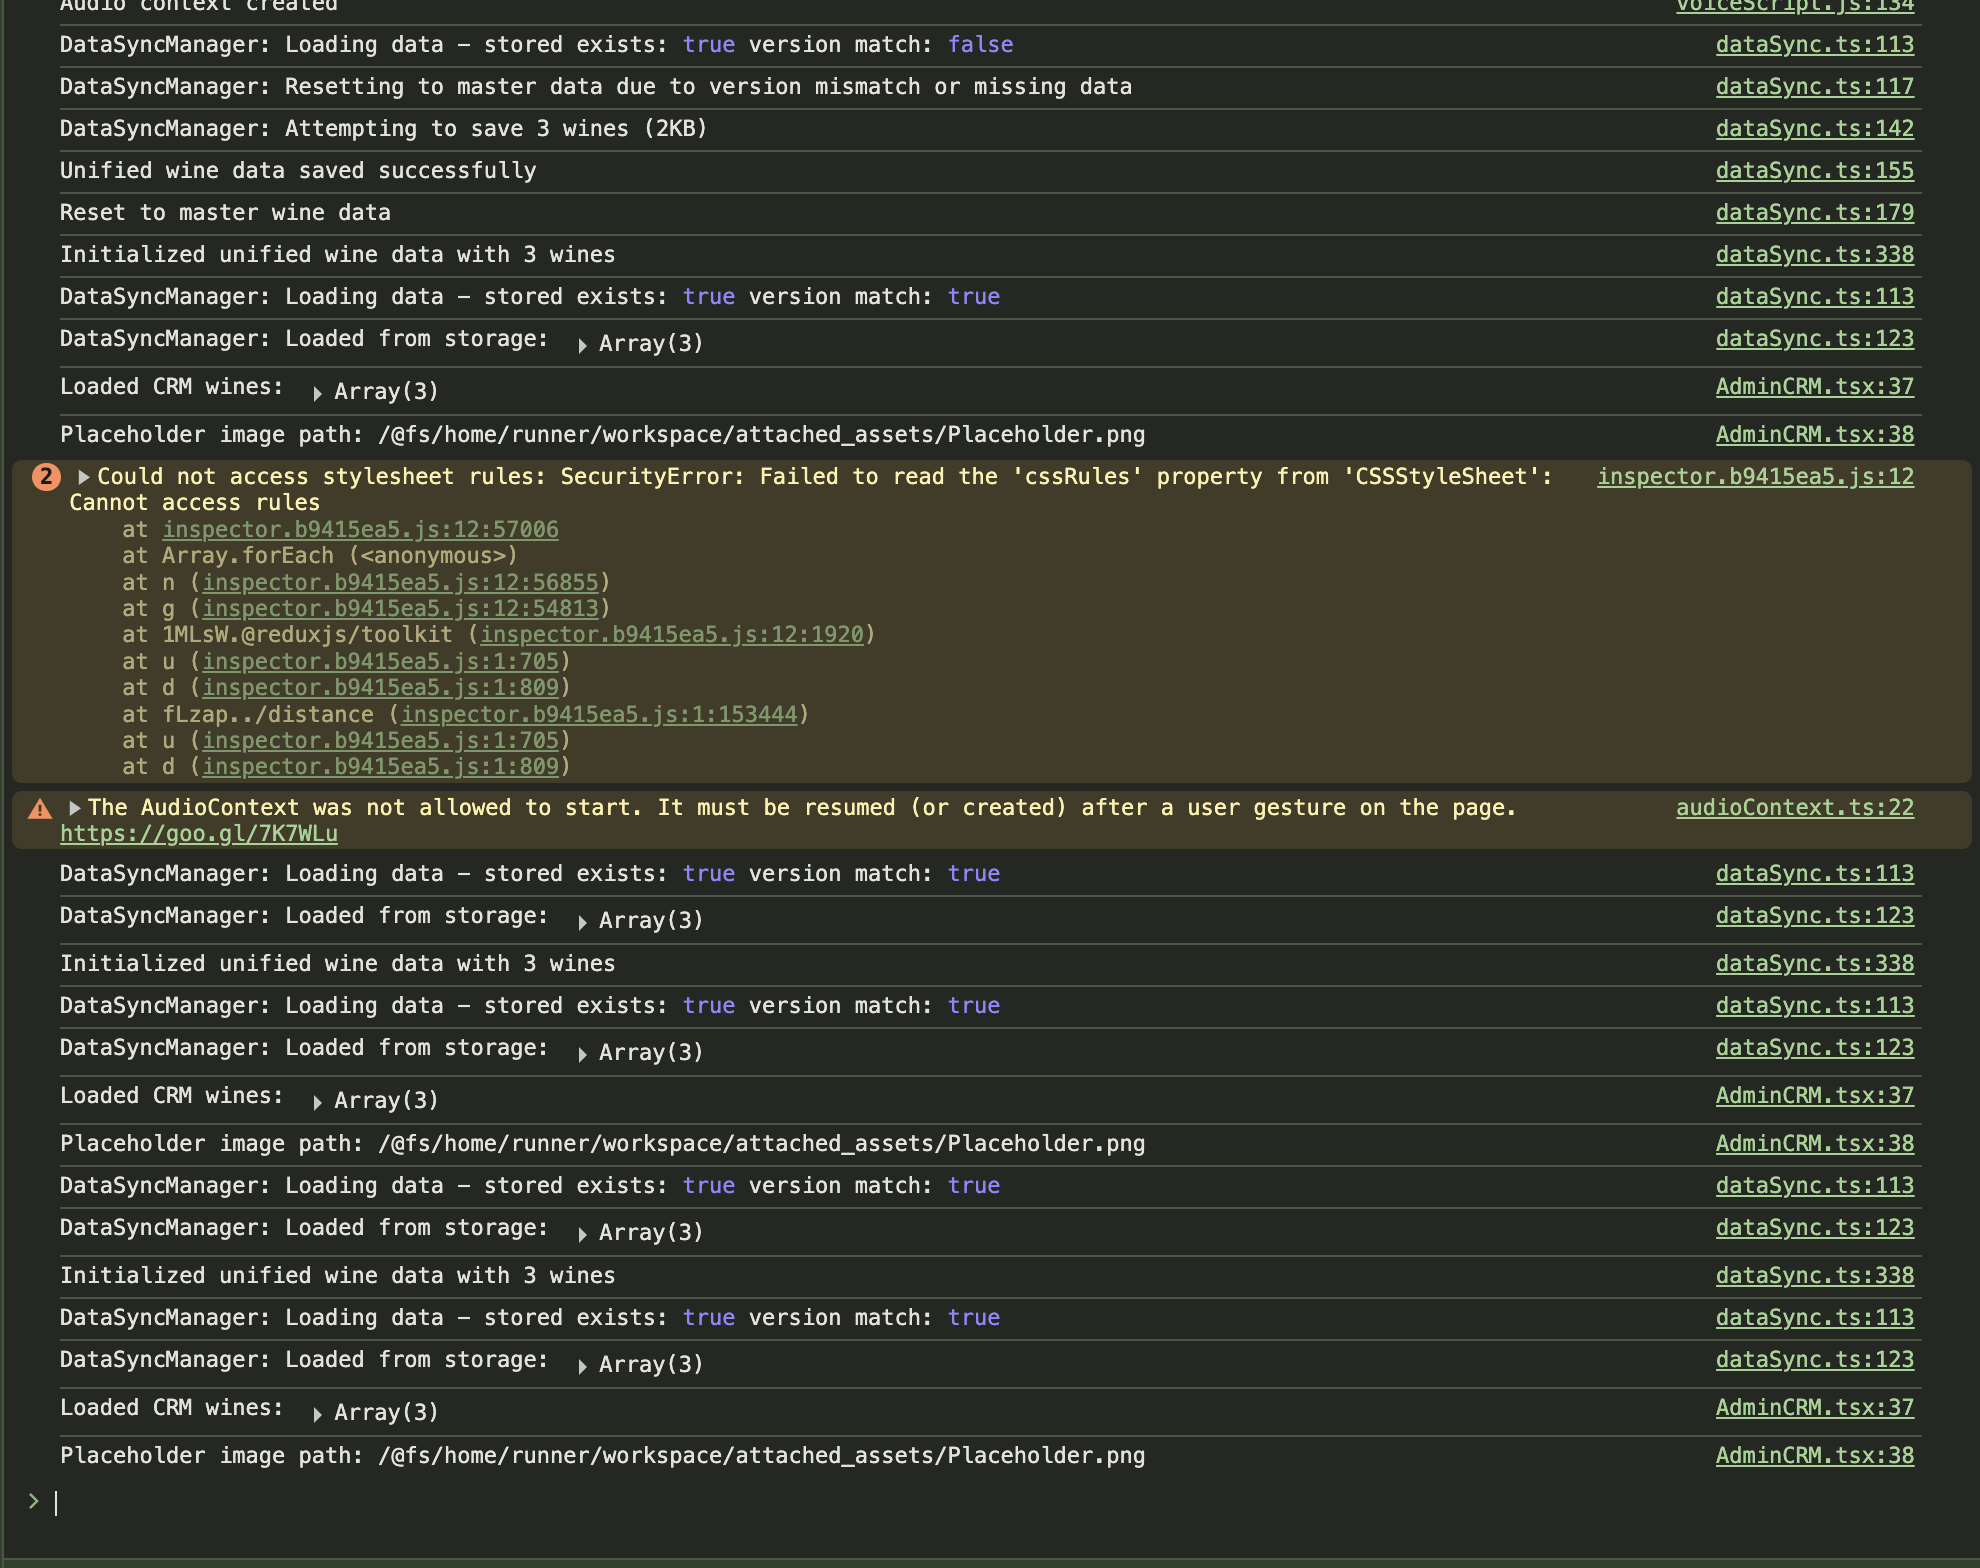 Audio context created voiceScript.js:134
DataSyncManager: Loading data – stored exists: true version match: false dataSync.ts:113
DataSyncManager: Resetting to master data due to version mismatch or missing data dataSync.ts:117
DataSyncManager: Attempting to save 3 wines (2KB) dataSync.ts:142
Unified wine data saved successfully dataSync.ts:155
Reset to master wine data dataSync.ts:179
Initialized unified wine data with 3 wines dataSync.ts:338
DataSyncManager: Loading data – stored exists: true version match: true dataSync.ts:113
DataSyncManager: Loaded from storage: ▶ Array(3) dataSync.ts:123
Loaded CRM wines: ▶ Array(3) AdminCRM.tsx:37
Placeholder image path: /@fs/home/runner/workspace/attached_assets/Placeholder.png AdminCRM.tsx:38
2 ▶ Could not access stylesheet rules: SecurityError: Failed to read the 'cssRules' property from 'CSSStyleSheet': inspector.b9415ea5.js:12
Cannot access rules
at inspector.b9415ea5.js:12:57006
at Array.forEach (<anonymous>)
at n (inspector.b9415ea5.js:12:56855)
at g (inspector.b9415ea5.js:12:54813)
at 1MLsW.@reduxjs/toolkit (inspector.b9415ea5.js:12:1920)
at u (inspector.b9415ea5.js:1:705)
at d (inspector.b9415ea5.js:1:809)
at fLzap../distance (inspector.b9415ea5.js:1:153444)
at u (inspector.b9415ea5.js:1:705)
at d (inspector.b9415ea5.js:1:809)
▶ The AudioContext was not allowed to start. It must be resumed (or created) after a user gesture on the page. audioContext.ts:22
https://goo.gl/7K7WLu
DataSyncManager: Loading data – stored exists: true version match: true dataSync.ts:113
DataSyncManager: Loaded from storage: ▶ Array(3) dataSync.ts:123
Initialized unified wine data with 3 wines dataSync.ts:338
DataSyncManager: Loading data – stored exists: true version match: true dataSync.ts:113
DataSyncManager: Loaded from storage: ▶ Array(3) dataSync.ts:123
Loaded CRM wines: ▶ Array(3) AdminCRM.tsx:37
Placeholder image path: /@fs/home/runner/workspace/attached_assets/Placeholder.png AdminCRM.tsx:38
DataSyncManager: Loading data – stored exists: true version match: true dataSync.ts:113
DataSyncManager: Loaded from storage: ▶ Array(3) dataSync.ts:123
Initialized unified wine data with 3 wines dataSync.ts:338
DataSyncManager: Loading data – stored exists: true version match: true dataSync.ts:113
DataSyncManager: Loaded from storage: ▶ Array(3) dataSync.ts:123
Loaded CRM wines: ▶ Array(3) AdminCRM.tsx:37
Placeholder image path: /@fs/home/runner/workspace/attached_assets/Placeholder.png AdminCRM.tsx:38